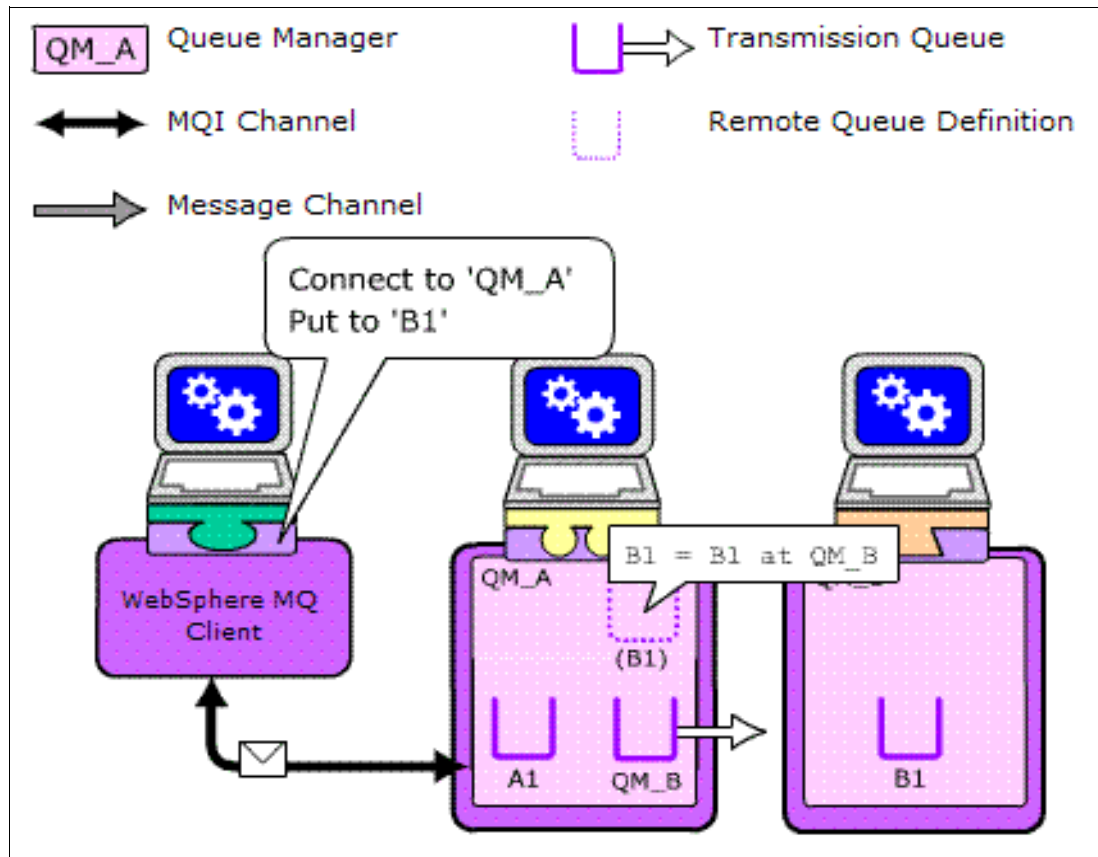 QM_A Queue Manager
Transmission Queue
MQI Channel
Remote Queue Definition
Message Channel
Connect to 'QM_A'
Put to 'B1'
B1 = B1 at QM_B
QM_A
WebSphere MQ
Client
(B1)
A1
QM_B
B1